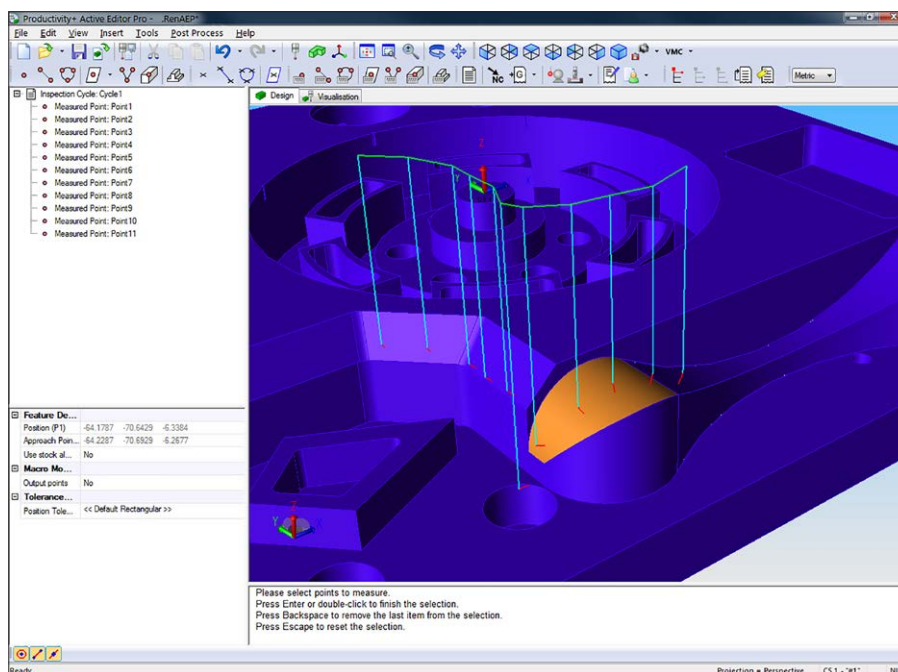 Productivity+ Active Editor Pro - .RenAEP*
File Edit View Insert Tools Post Process Help
VMC
NC +G Metric
Inspection Cycle: Cycle1
Measured Point: Point1
Measured Point: Point2
Measured Point: Point3
Measured Point: Point4
Measured Point: Point5
Measured Point: Point6
Measured Point: Point7
Measured Point: Point8
Measured Point: Point9
Measured Point: Point10
Measured Point: Point11
Design Visualisation
Z
Y
Feature De...
Position (P1) -64.1787 -70.6429 -6.3384
Approach Poin... -64.2287 -70.6929 -6.2677
Use stock al... No
Macro Mo...
Output points No
Tolerance...
Position Tole... << Default Rectangular >>
Z
Y
Please select points to measure.
Press Enter or double-click to finish the selection.
Press Backspace to remove the last item from the selection.
Press Escape to reset the selection.
Ready Projection = Perspective CS 1 - "#1"